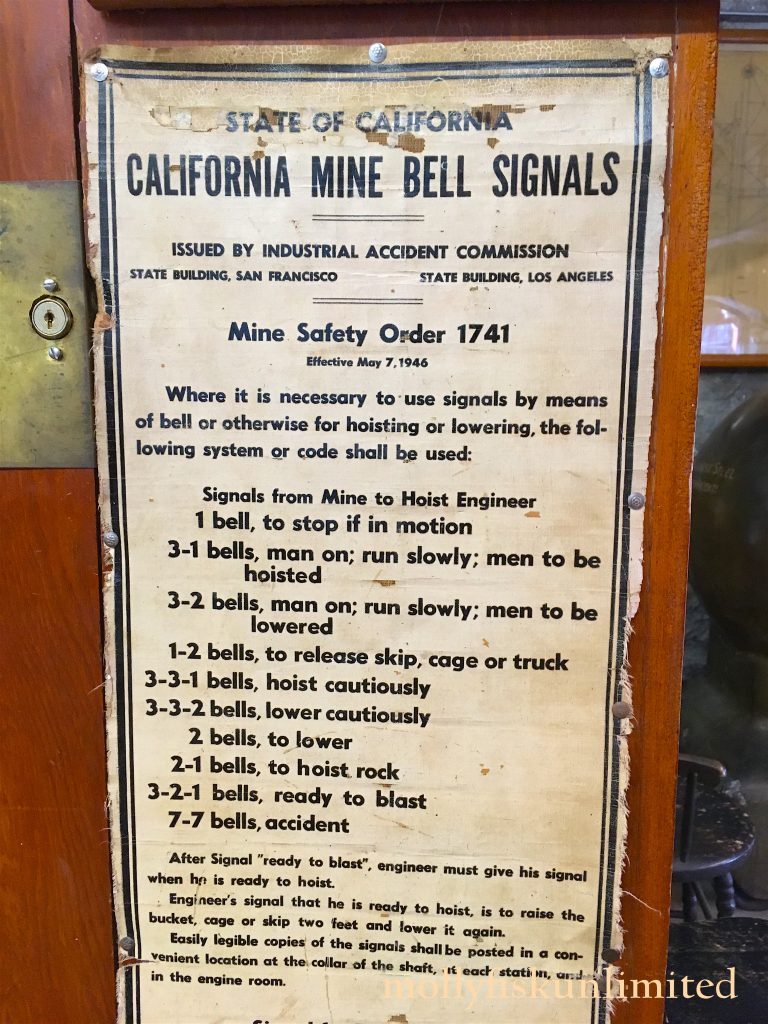 STATE OF CALIFORNIA
CALIFORNIA MINE BELL SIGNALS
ISSUED BY INDUSTRIAL ACCIDENT COMMISSION
STATE BUILDING, SAN FRANCISCO STATE BUILDING, LOS ANGELES
Mine Safety Order 1741
Effective May 7, 1946
Where it is necessary to use signals by means
of bell or otherwise for hoisting or lowering, the fol-
lowing system or code shall be used:
Signals from Mine to Hoist Engineer
1 bell, to stop if in motion
3-1 bells, man on; run slowly; men to be
hoisted
3-2 bells, man on; run slowly; men to be
lowered
1-2 bells, to release skip, cage or truck
3-3-1 bells, hoist cautiously
3-3-2 bells, lower cautiously
2 bells, to lower
2-1 bells, to hoist rock
3-2-1 bells, ready to blast
7-7 bells, accident
After Signal "ready to blast", engineer must give his signal
when he is ready to hoist.
Engineer's signal that he is ready to hoist, is to raise the
bucket, cage or skip two feet and lower it again.
Easily legible copies of the signals shall be posted in a con-
venient location at the collar of the shaft, at each station, and
in the engine room.
mollyfiskunlimited